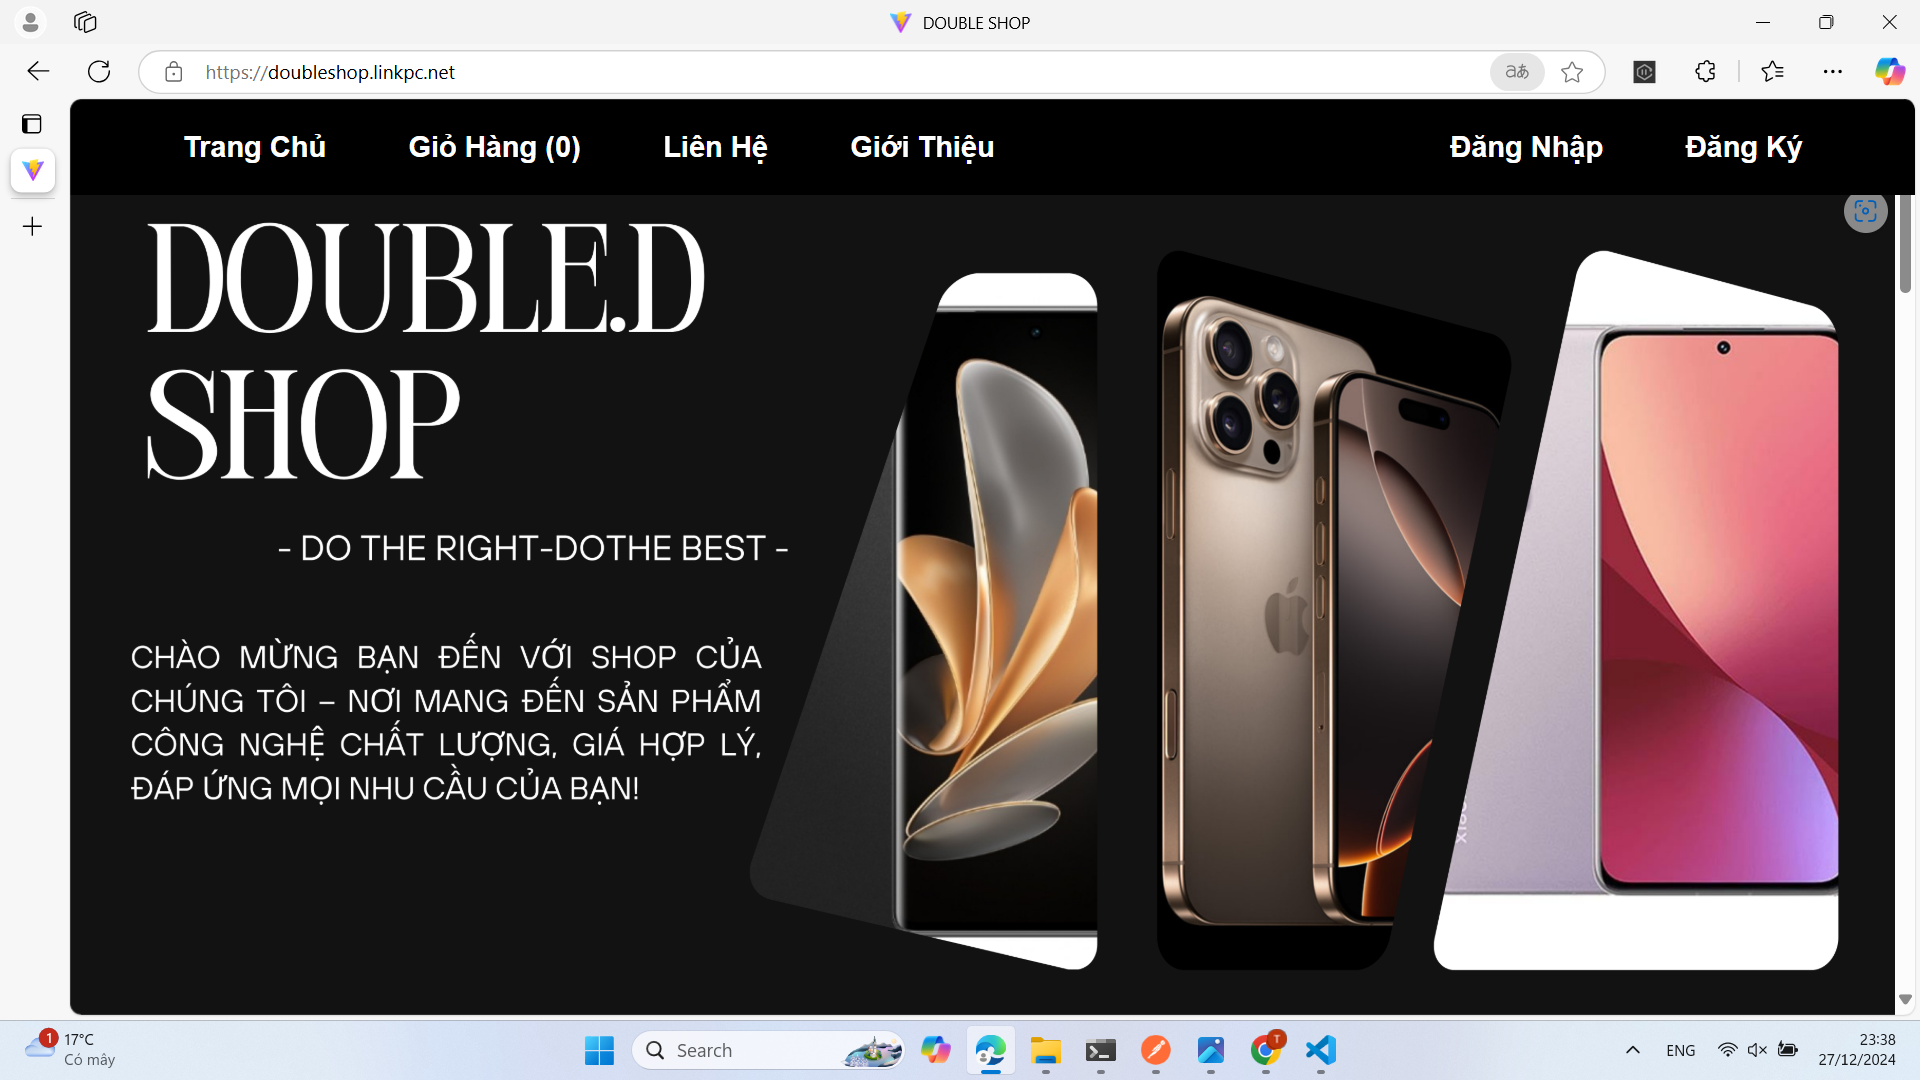 DOUBLE SHOP
https://doubleshop.linkpc.net
aあ
Trang Chủ
Giỏ Hàng (0)
Liên Hệ
Giới Thiệu
Đăng Nhập
Đăng Ký
DOUBLE.D
SHOP
- DO THE RIGHT-DOTHE BEST -
CHÀO MỪNG BẠN ĐẾN VỚI SHOP CỦA
CHÚNG TÔI – NƠI MANG ĐẾN SẢN PHẨM
CÔNG NGHỆ CHẤT LƯỢNG, GIÁ HỢP LÝ,
ĐÁP ỨNG MỌI NHU CẦU CỦA BẠN!
1
17°C
Có mây
Search
T
ENG
23:38
27/12/2024